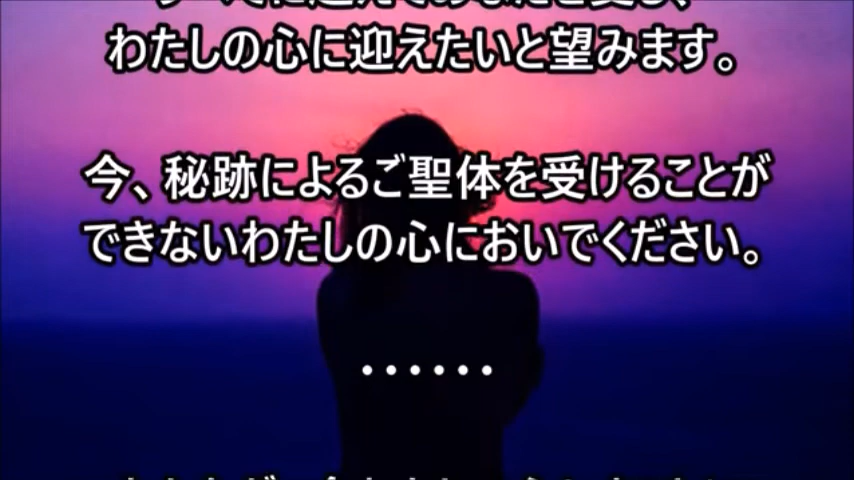 わたしの心に迎えたいと望みます。
今、秘跡によるご聖体を受けることが
できないわたしの心においでください。
・・・・・・